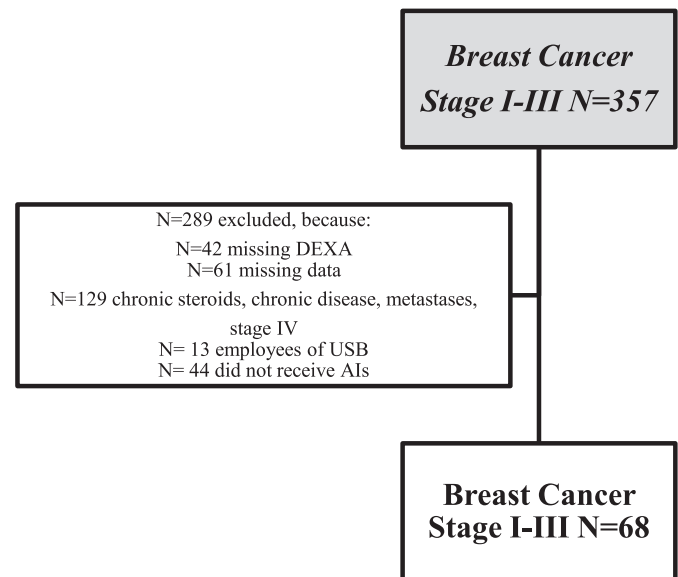 Breast Cancer
Stage I-III N=357
N=289 excluded, because:
N=42 missing DEXA
N=61 missing data
N=129 chronic steroids, chronic disease, metastases,
stage IV
N= 13 employees of USB
N= 44 did not receive AIs
Breast Cancer
Stage I-III N=68